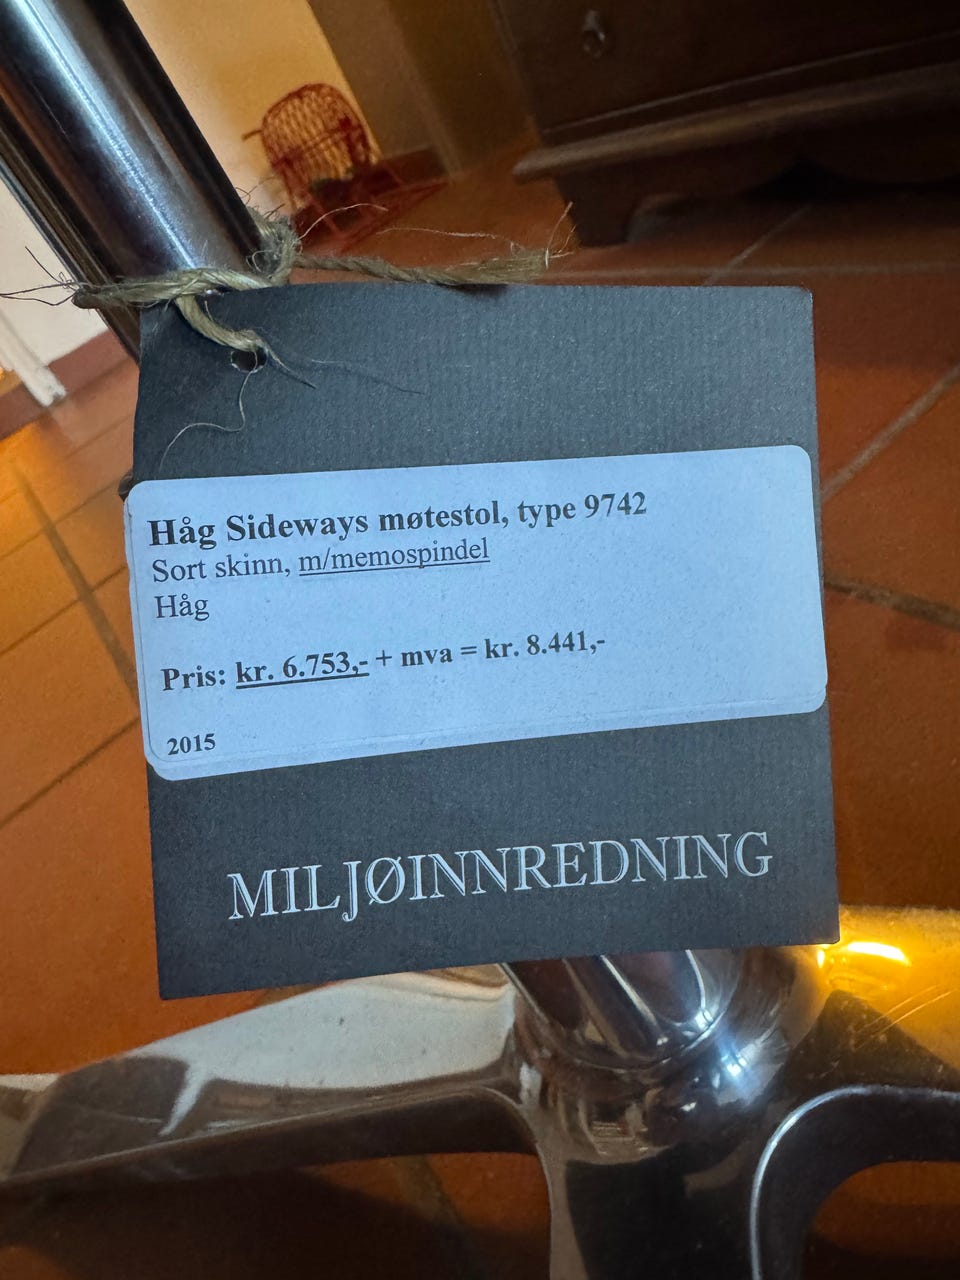 Håg Sideways møtestol, type 9742
Sort skinn, m/memospindel
Håg
Pris: kr. 6.753,- + mva = kr. 8.441,-
2015
MILJØINNREDNING